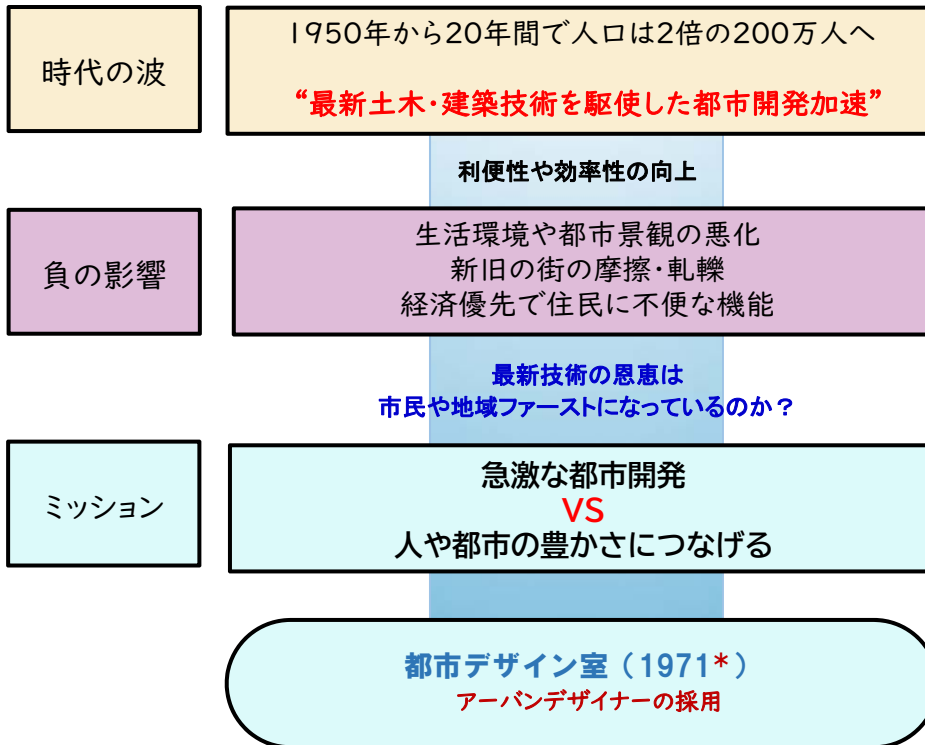 時代の波
1950年から20年間で人口は2倍の200万人へ
“最新土木・建築技術を駆使した都市開発加速”
利便性や効率性の向上
負の影響
生活環境や都市景観の悪化
新旧の街の摩擦・軋轢
経済優先で住民に不便な機能
最新技術の恩恵は
市民や地域ファーストになっているのか？
ミッション
急激な都市開発
VS
人や都市の豊かさにつなげる
都市デザイン室（1971*）
アーバンデザイナーの採用